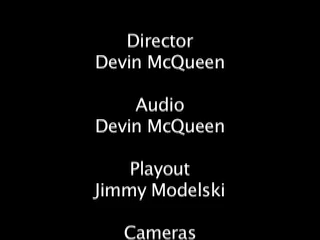 Director
Devin McQueen
Audio
Devin McQueen
Playout
Jimmy Modelski
Cameras